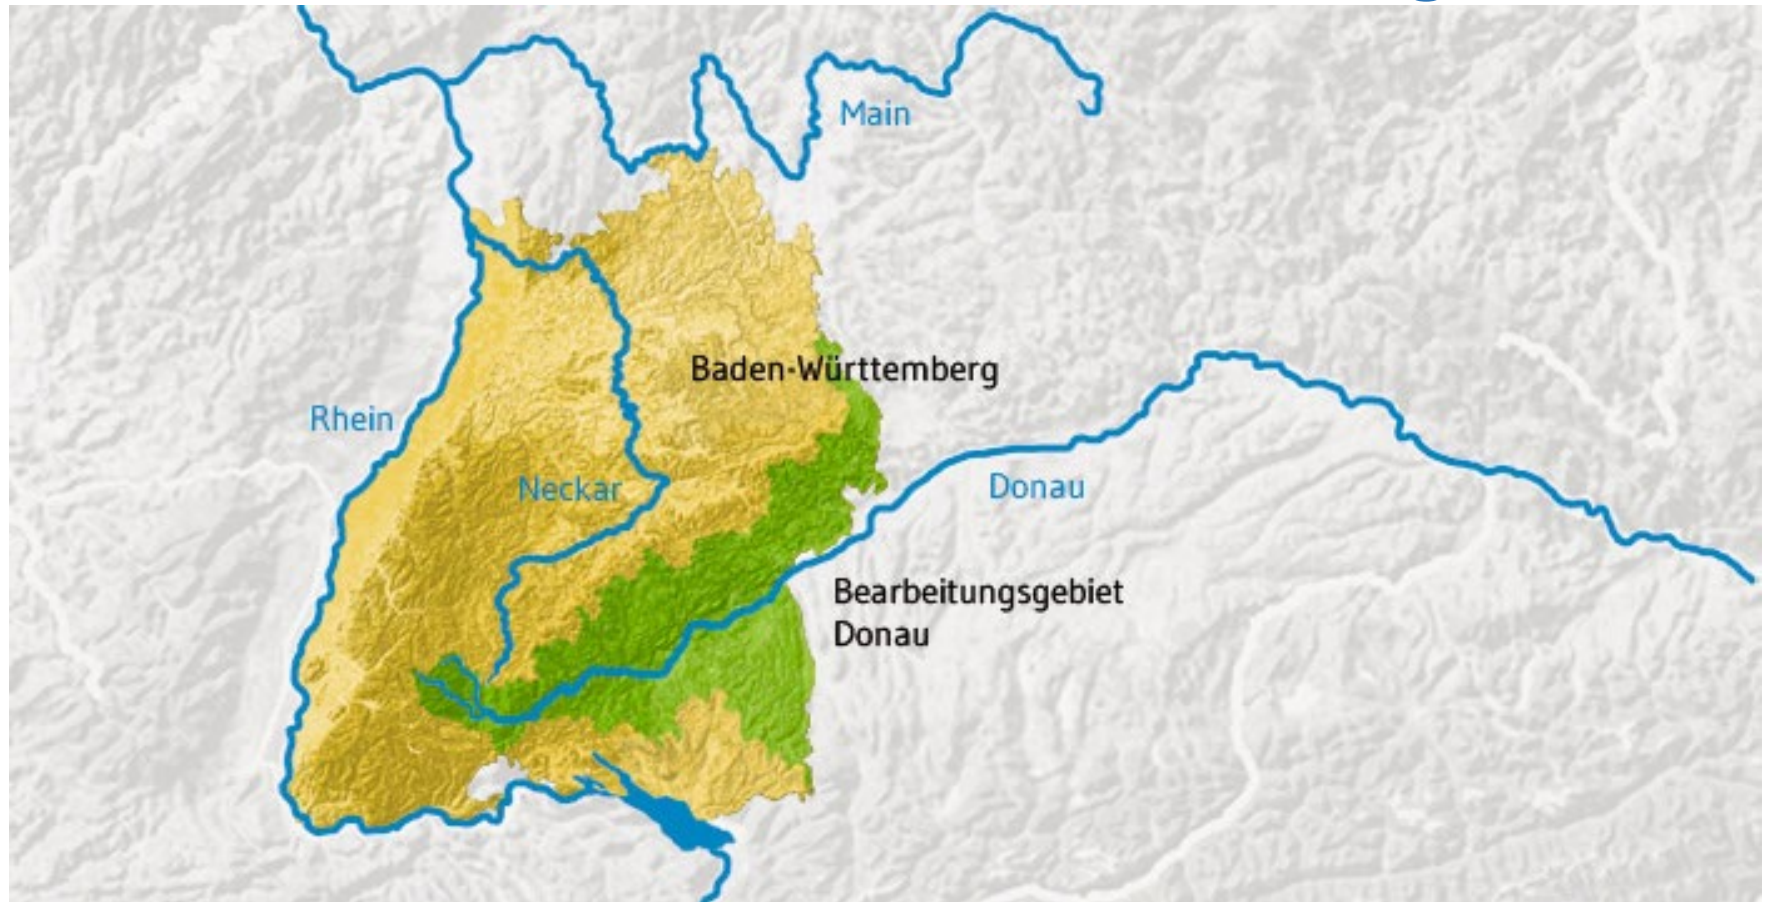 Main
Baden-Württemberg
Rhein
Neckar
Donau
Bearbeitungsgebiet
Donau